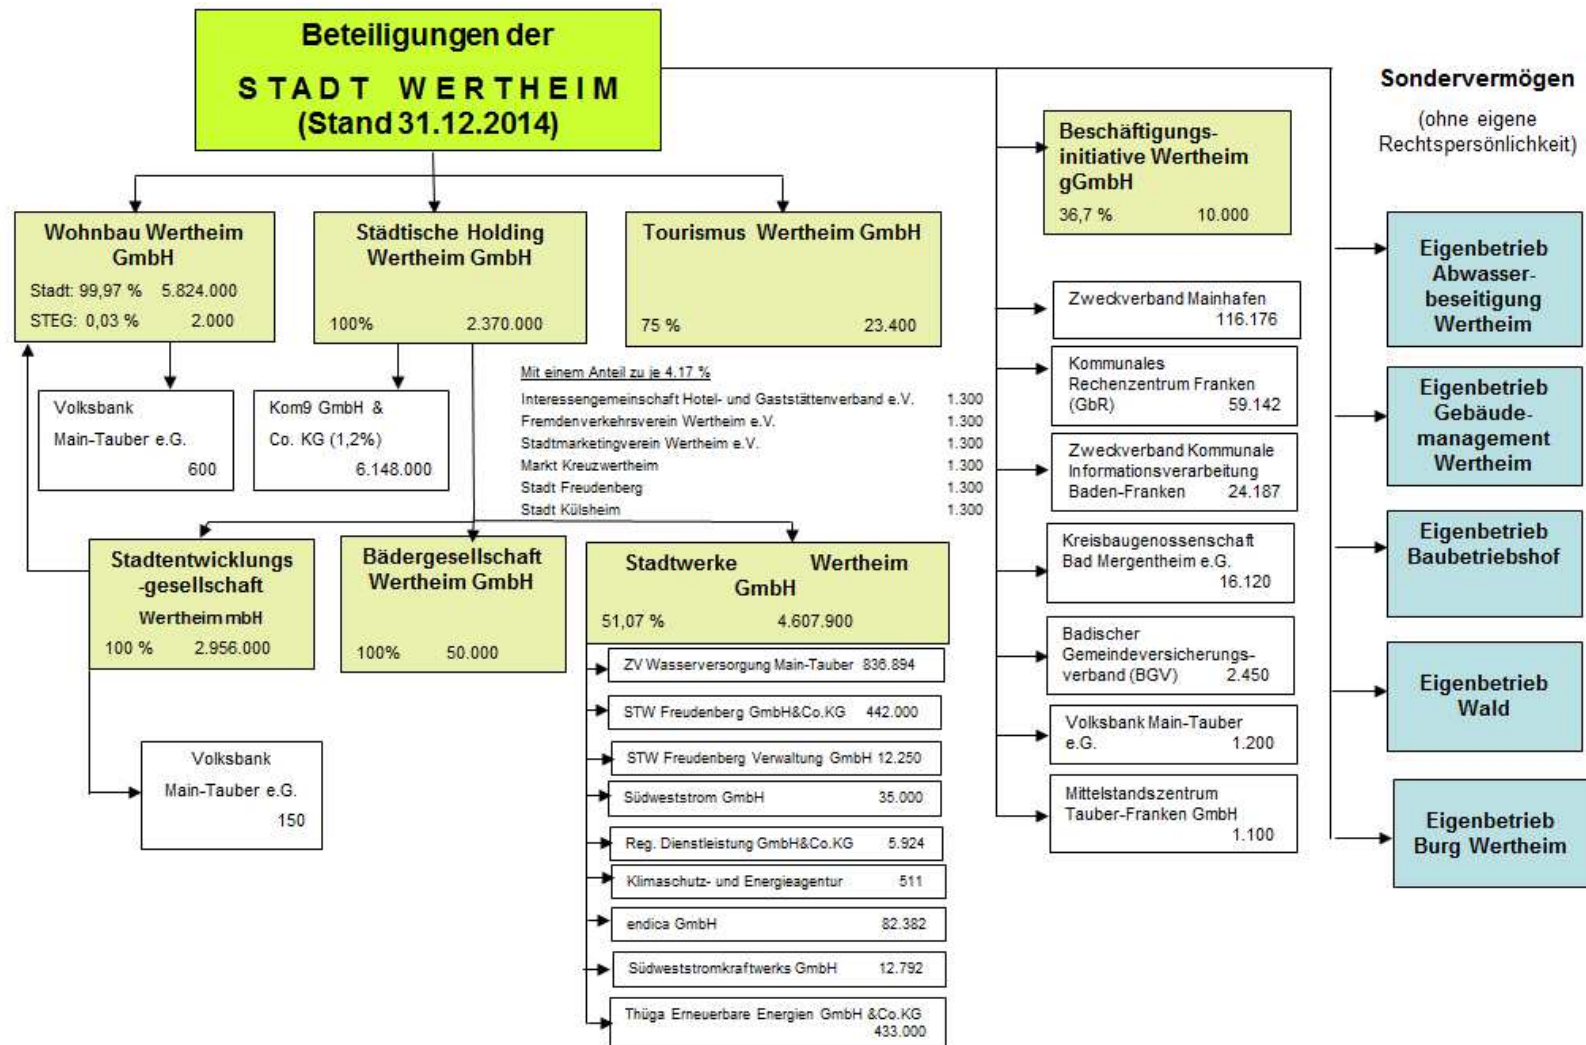 Beteiligungen der
STADT WERTHEIM
(Stand 31.12.2014)
Wohnbau Wertheim
GmbH
Stadt: 99,97 % 5.824.000
STEG: 0,03 % 2.000
Städtische Holding
Wertheim GmbH
100% 2.370.000
Tourismus Wertheim GmbH
75 % 23.400
Volksbank
Main-Tauber e.G.
600
Kom9 GmbH &
Co. KG (1,2%)
6.148.000
Mit einem Anteil zu je 4.17 %
Interessengemeinschaft Hotel- und Gaststättenverband e.V. 1.300
Fremdenverkehrsverein Wertheim e.V. 1.300
Stadtmarketingverein Wertheim e.V. 1.300
Markt Kreuzwertheim 1.300
Stadt Freudenberg 1.300
Stadt Külsheim 1.300
Stadtentwicklungs
-gesellschaft
Wertheim mbH
100 % 2.956.000
Bädergesellschaft
Wertheim GmbH
100% 50.000
Stadtwerke Wertheim
GmbH
51,07 % 4.607.900
Volksbank
Main-Tauber e.G.
150
ZV Wasserversorgung Main-Tauber 836.894
STW Freudenberg GmbH&Co.KG 442.000
STW Freudenberg Verwaltung GmbH 12.250
Südweststrom GmbH 35.000
Reg. Dienstleistung GmbH&Co.KG 5.924
Klimaschutz- und Energieagentur 511
endica GmbH 82.382
Südweststromkraftwerks GmbH 12.792
Thüga Erneuerbare Energien GmbH &Co.KG
433.000
Beschäftigungs-
initiative Wertheim
gGmbH
36,7 % 10.000
Zweckverband Mainhafen
116.176
Kommunales
Rechenzentrum Franken
(GbR) 59.142
Zweckverband Kommunale
Informationsverarbeitung
Baden-Franken 24.187
Kreisbaugenossenschaft
Bad Mergentheim e.G.
16.120
Badischer
Gemeindeversicherungs-
verband (BGV) 2.450
Volksbank Main-Tauber
e.G. 1.200
Mittelstandszentrum
Tauber-Franken GmbH
1.100
Sondervermögen
(ohne eigene
Rechtspersönlichkeit)
Eigenbetrieb
Abwasser-
beseitigung
Wertheim
Eigenbetrieb
Gebäude-
management
Wertheim
Eigenbetrieb
Baubetriebshof
Eigenbetrieb
Wald
Eigenbetrieb
Burg Wertheim